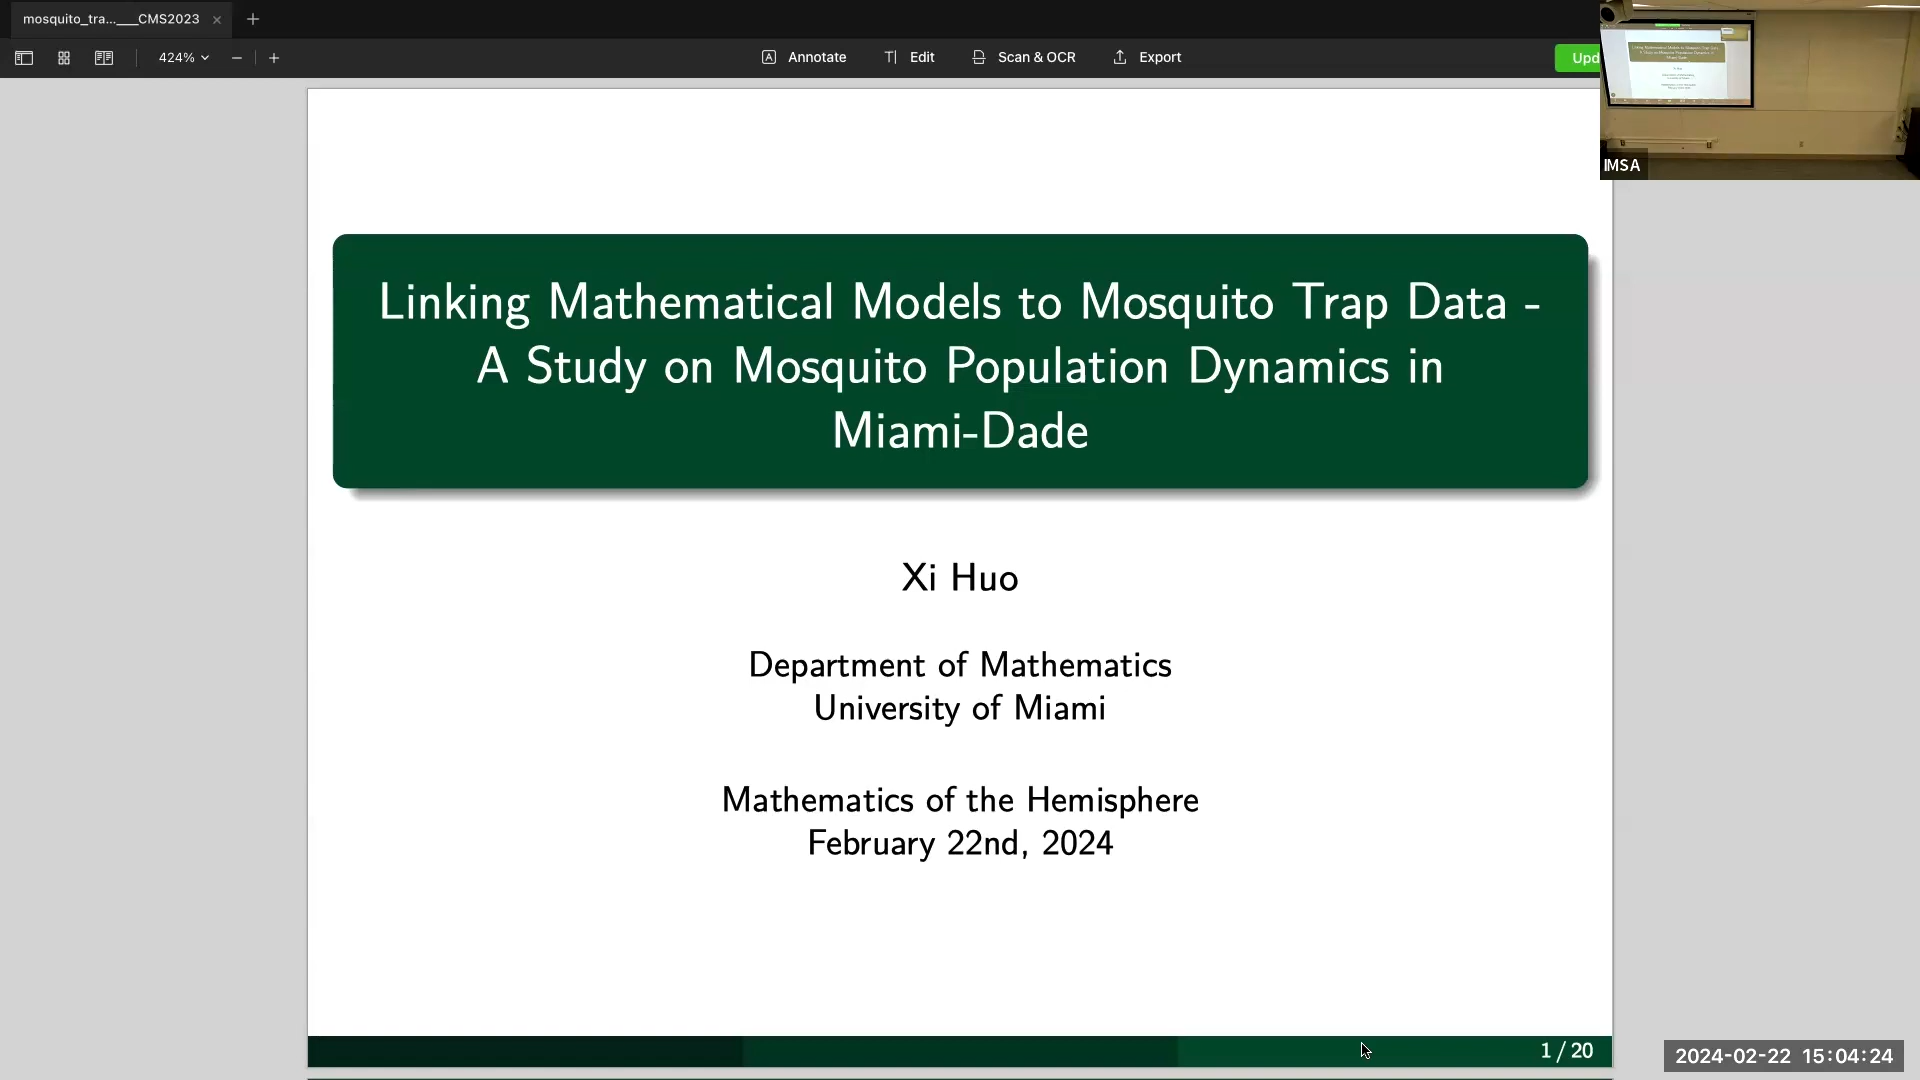 mosquito_tra...___CMS2023
424%
Annotate
Edit
Scan & OCR
Export
Upd
IMSA
Linking Mathematical Models to Mosquito Trap Data -
A Study on Mosquito Population Dynamics in
Miami-Dade
Xi Huo
Department of Mathematics
University of Miami
Mathematics of the Hemisphere
February 22nd, 2024
1 / 20
2024-02-22 15:04:24